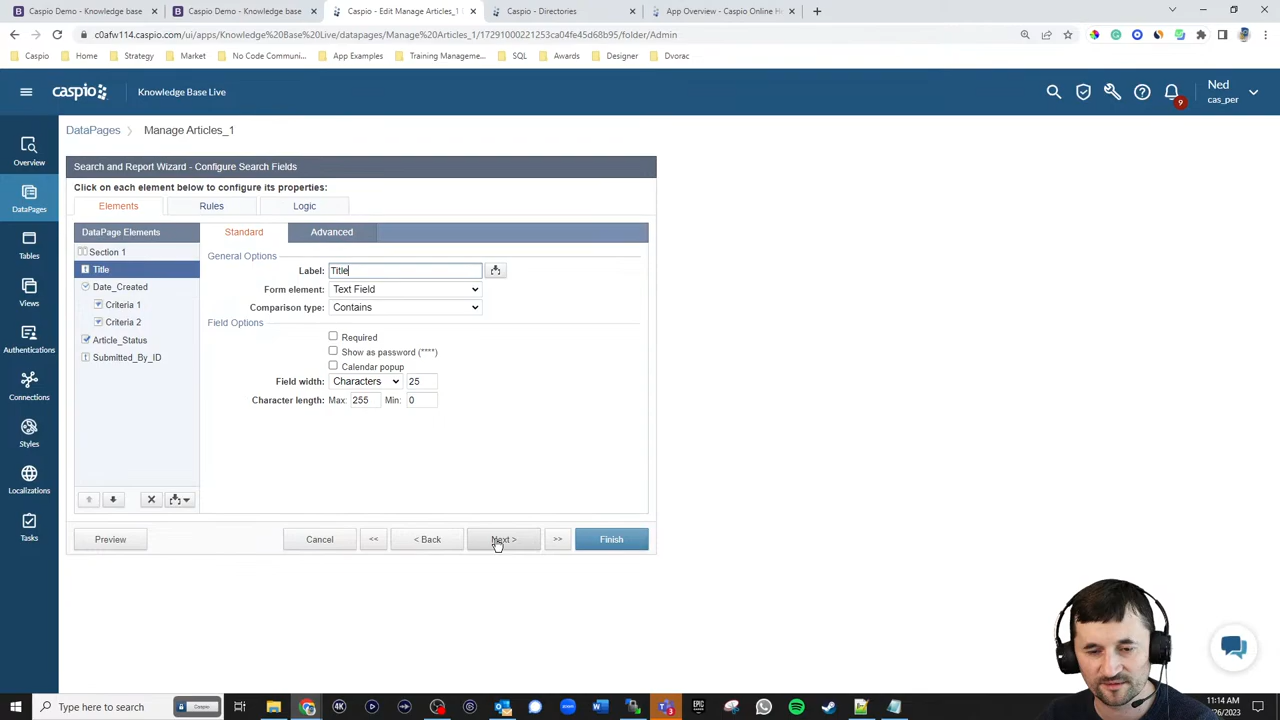 Caspio Demo - Knowledge base
Caspio Demo - Knowledge base
Caspio - Edit Manage Articles_1
Caspio - Directories
App Overview - Caspio Online H
c0afw114.caspio.com/ui/apps/Knowledge%20Base%20Live/datapages/Manage%20Articles_1/17291000221253ca04fe45d68b95/folder/Admin
Caspio
Home
Strategy
Market
No Code Communi...
App Examples
Training Manageme...
SQL
Awards
Designer
Dvorac
caspio
Knowledge Base Live
9
Ned
cas_per
Overview
DataPages
Tables
Views
Authentications
Connections
Styles
Localizations
Tasks
DataPages
Manage Articles_1
Search and Report Wizard - Configure Search Fields
Click on each element below to configure its properties:
Elements
Rules
Logic
DataPage Elements
Section 1
Title
Date_Created
Criteria 1
Criteria 2
Article_Status
Submitted_By_ID
Standard
Advanced
General Options
Label: Title
Form element: Text Field
Comparison type: Contains
Field Options
Required
Show as password (****)
Calendar popup
Field width: Characters 25
Character length: Max: 255 Min: 0
Preview
Cancel
<<
< Back
Next >
>>
Finish
Type here to search
Caspio
4K
EPIC
11:14 AM